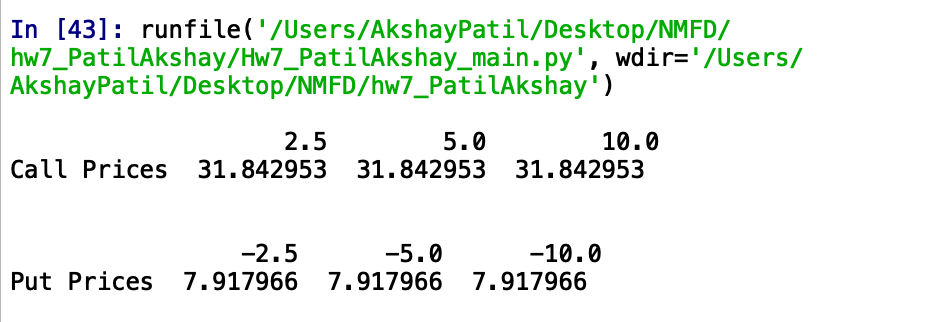 In [43]: runfile('/Users/AkshayPatil/Desktop/NMFD/
hw7_PatilAkshay/Hw7_PatilAkshay_main.py', wdir='/Users/
AkshayPatil/Desktop/NMFD/hw7_PatilAkshay')
2.5 5.0 10.0
Call Prices 31.842953 31.842953 31.842953
-2.5 -5.0 -10.0
Put Prices 7.917966 7.917966 7.917966